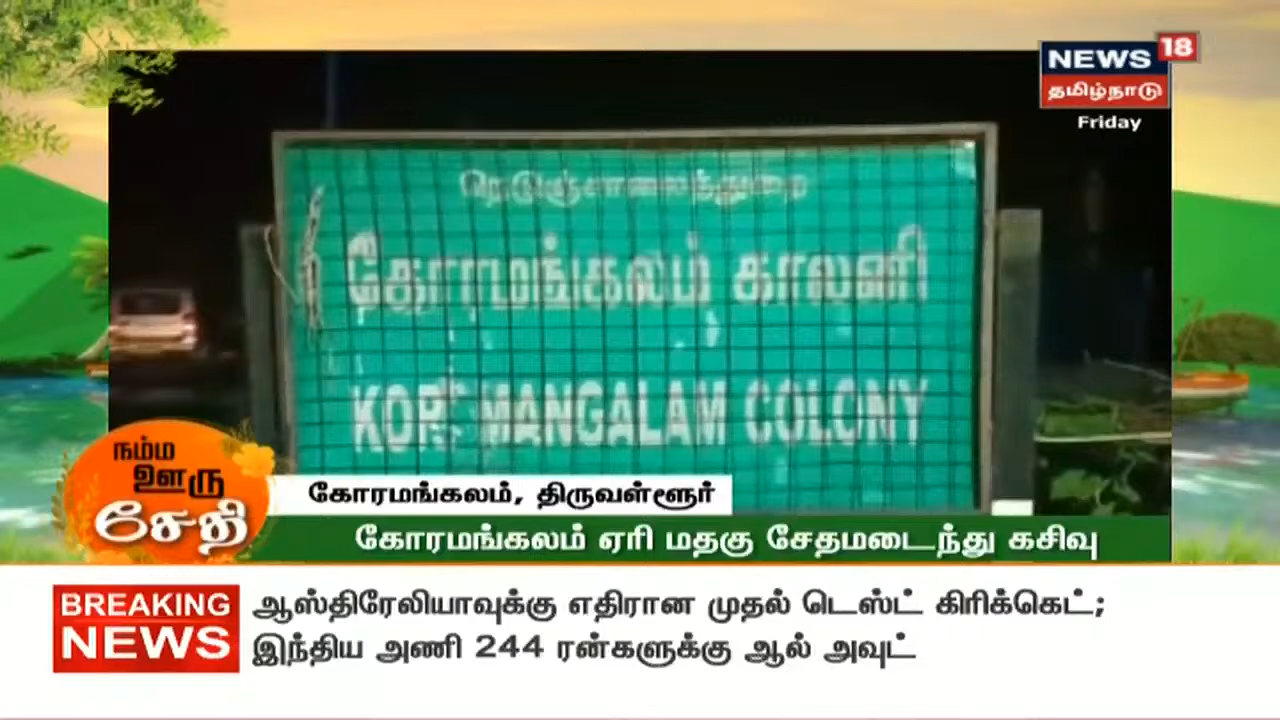 NEWS 18
தமிழ்நாடு
Friday
நெடுஞ்சாலைத்துறை
கோரமங்கலம் காலனி
MANGALAM COLONY
நம்ம
ஊரு
சேதி
கோரமங்கலம், திருவள்ளூர்
கோரமங்கலம் ஏரி மதகு சேதமடைந்து கசிவு
BREAKING
NEWS
ஆஸ்திரேலியாவுக்கு எதிரான முதல் டெஸ்ட் கிரிக்கெட்;
இந்திய அணி 244 ரன்களுக்கு ஆல் அவுட்